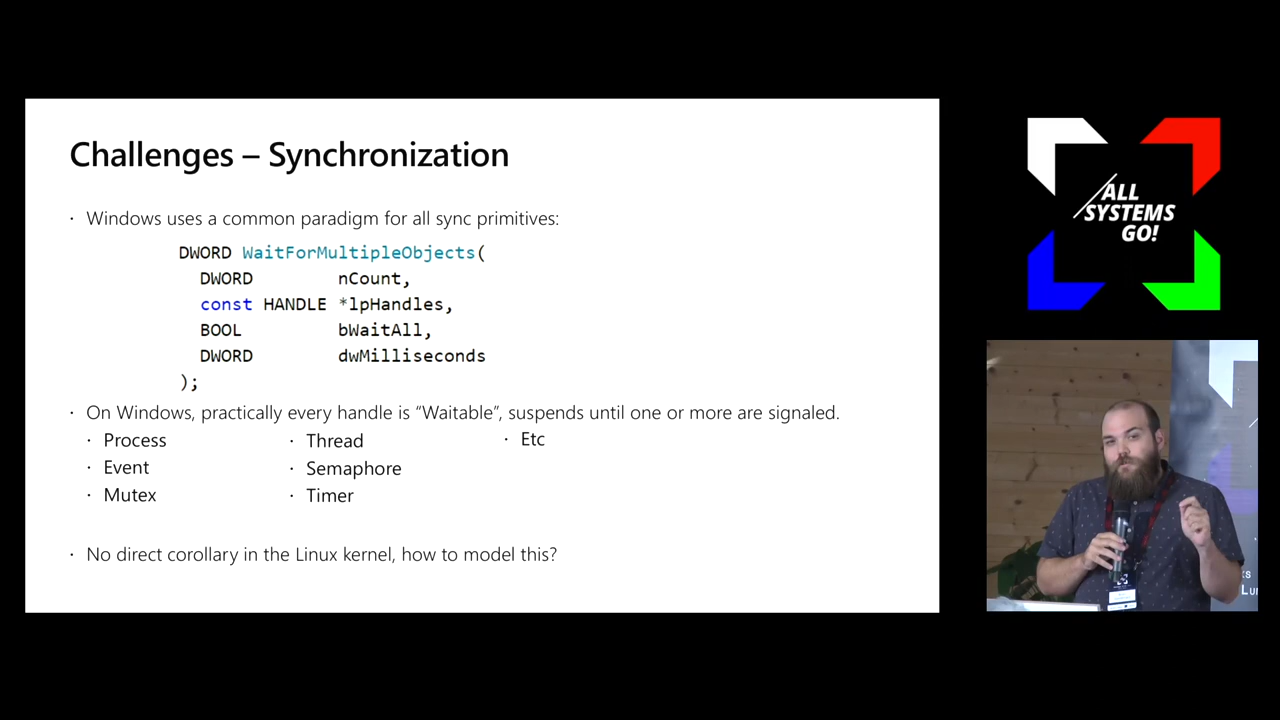 Challenges – Synchronization
· Windows uses a common paradigm for all sync primitives:
DWORD WaitForMultipleObjects(
DWORD nCount,
const HANDLE *lpHandles,
BOOL bWaitAll,
DWORD dwMilliseconds
);
· On Windows, practically every handle is “Waitable”, suspends until one or more are signaled.
· Process
· Event
· Mutex
· Thread
· Semaphore
· Timer
· Etc
· No direct corollary in the Linux kernel, how to model this?
ALL
SYSTEMS
GO!